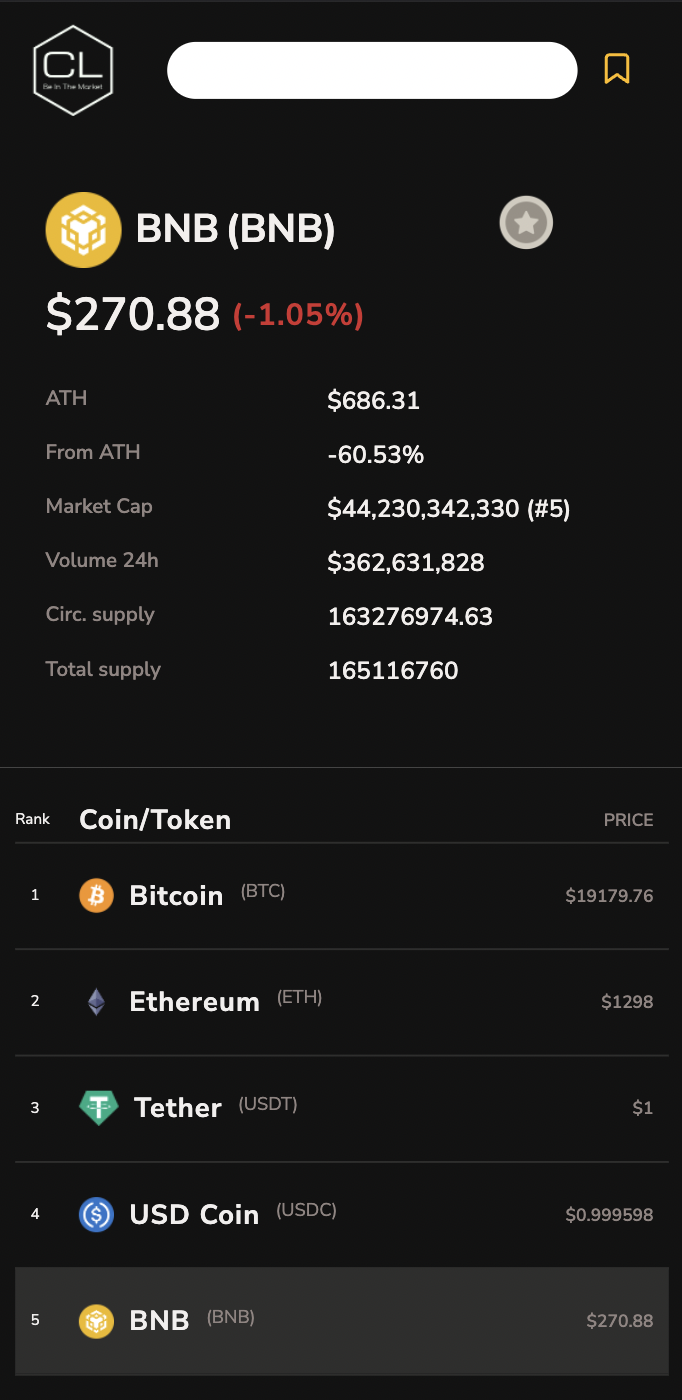 CL
Be In The Market
BNB (BNB)
$270.88 (-1.05%)
ATH $686.31
From ATH -60.53%
Market Cap $44,230,342,330 (#5)
Volume 24h $362,631,828
Circ. supply 163276974.63
Total supply 165116760
Rank Coin/Token PRICE
1 Bitcoin (BTC) $19179.76
2 Ethereum (ETH) $1298
3 Tether (USDT) $1
4 USD Coin (USDC) $0.999598
5 BNB (BNB) $270.88